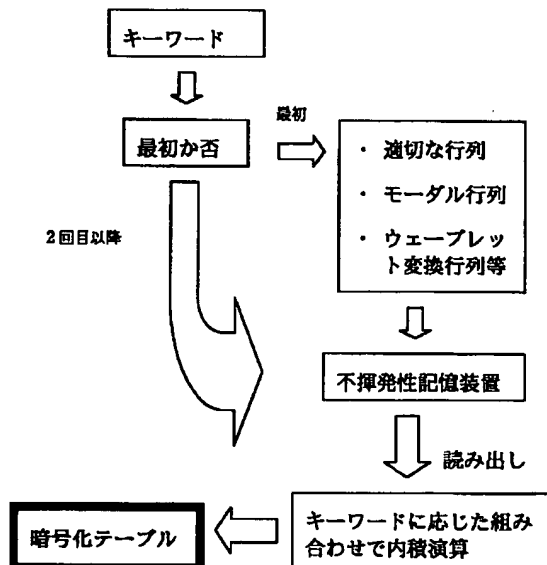 キーワード
最初か否
最初
・ 適切な行列
・ モーダル行列
・ ウェーブレッ
ト変換行列等
2回目以降
不揮発性記憶装置
読み出し
キーワードに応じた組み
合わせで内積演算
暗号化テーブル